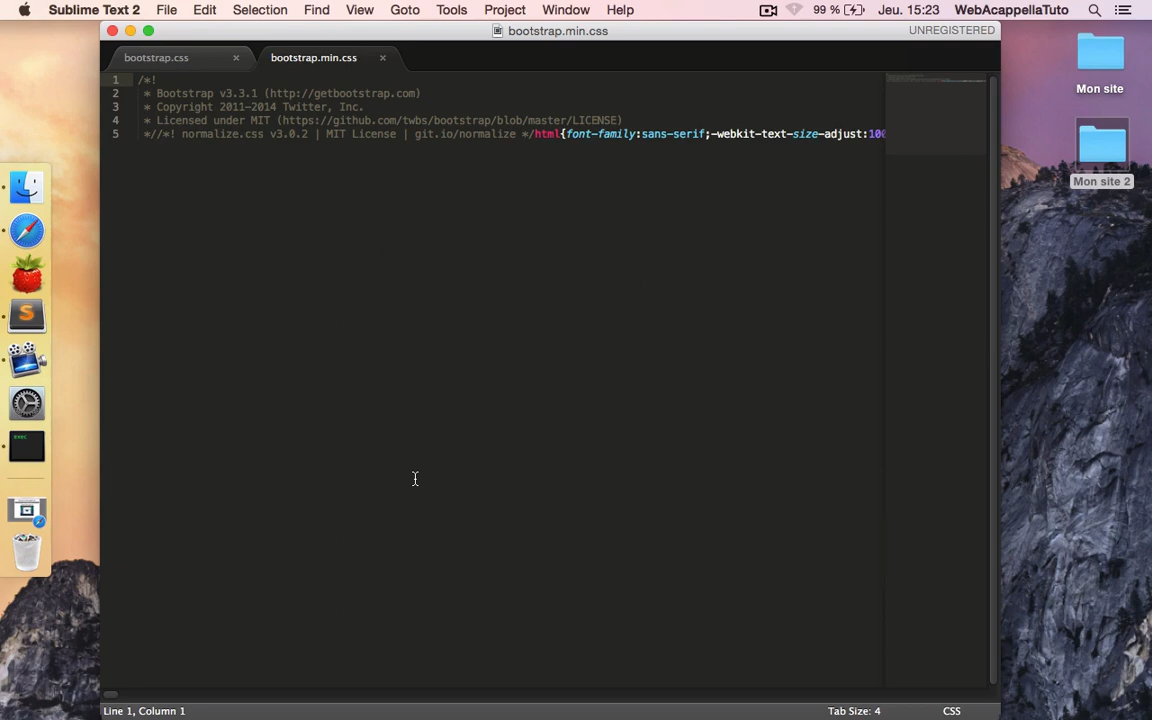 Sublime Text 2 File Edit Selection Find View Goto Tools Project Window Help 99 % Jeu. 15:23 WebAcappellaTuto
bootstrap.min.css UNREGISTERED
bootstrap.css × bootstrap.min.css ×
1 /*!
2 * Bootstrap v3.3.1 (http://getbootstrap.com)
3 * Copyright 2011-2014 Twitter, Inc.
4 * Licensed under MIT (https://github.com/twbs/bootstrap/blob/master/LICENSE)
5 *//*! normalize.css v3.0.2 | MIT License | git.io/normalize */html{font-family:sans-serif;-webkit-text-size-adjust:100
Mon site
Mon site 2
exec
Line 1, Column 1 Tab Size: 4 CSS